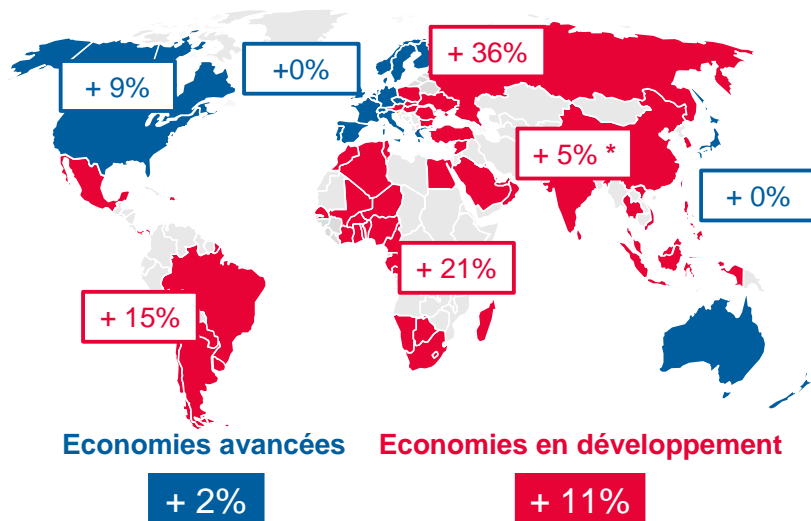 + 36%
+0%
+ 9%
+ 5% *
+ 0%
+ 21%
+ 15%
Economies avancées
Economies en développement
+ 2%
+ 11%